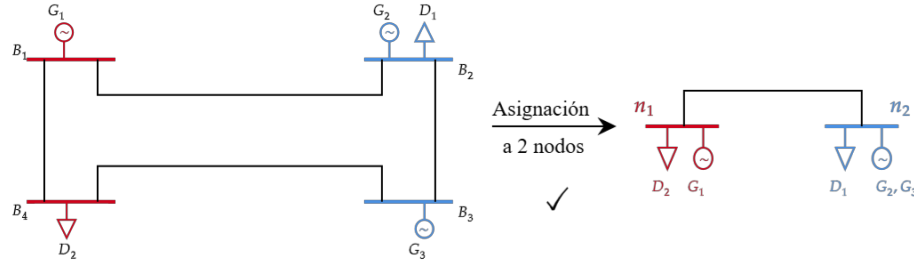 G₁
G₂ D₁
B₁
B₂
Asignación
a 2 nodos
n₁
n₂
D₂ G₁
D₁ G₂, G₃
B₄
B₃
D₂
G₃